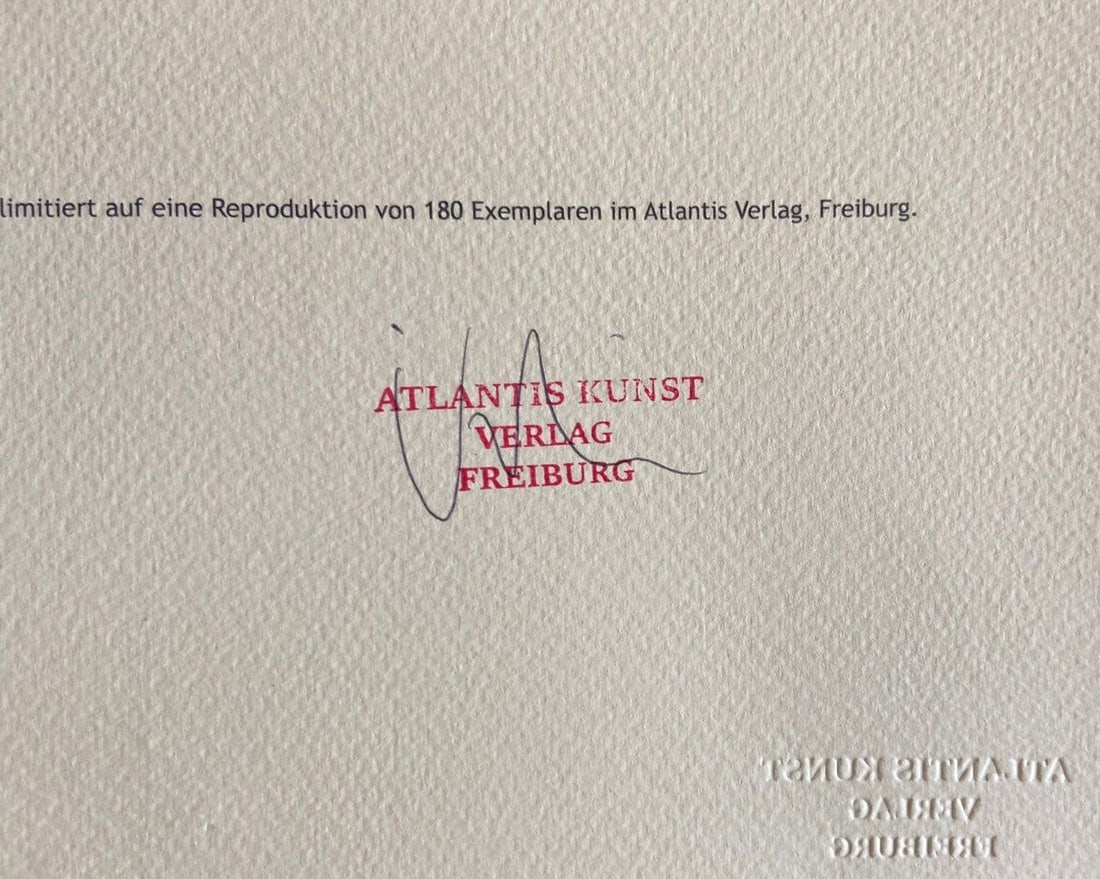 limitiert auf eine Reproduktion von 180 Exemplaren im Atlantis Verlag, Freiburg.
ATLANTIS KUNST
VERLAG
FREIBURG
ATLANTIS KUNST
VERLAG
FREIBURG